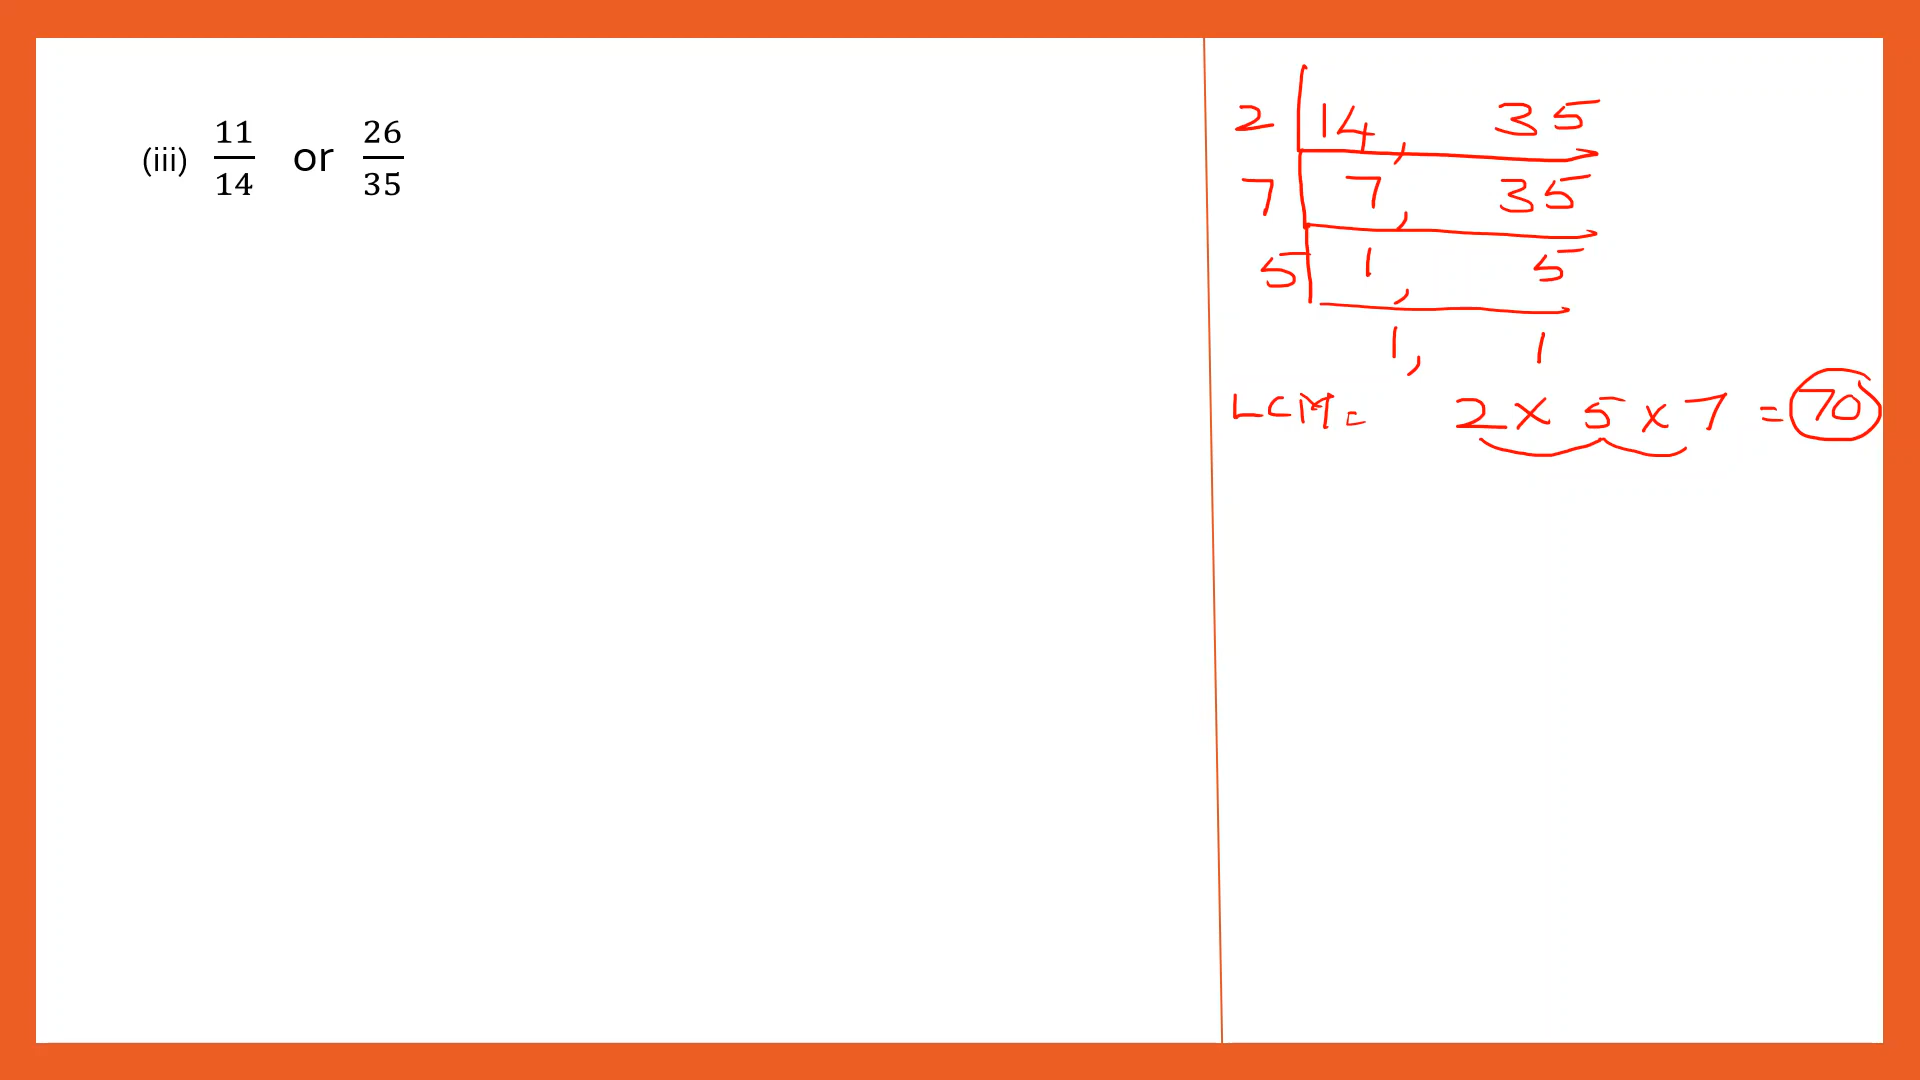 (iii) 11/14 or 26/35
2 | 14, 35
7 | 7, 35
5 | 1, 5
1, 1
LCM = 2 × 5 × 7 = 70